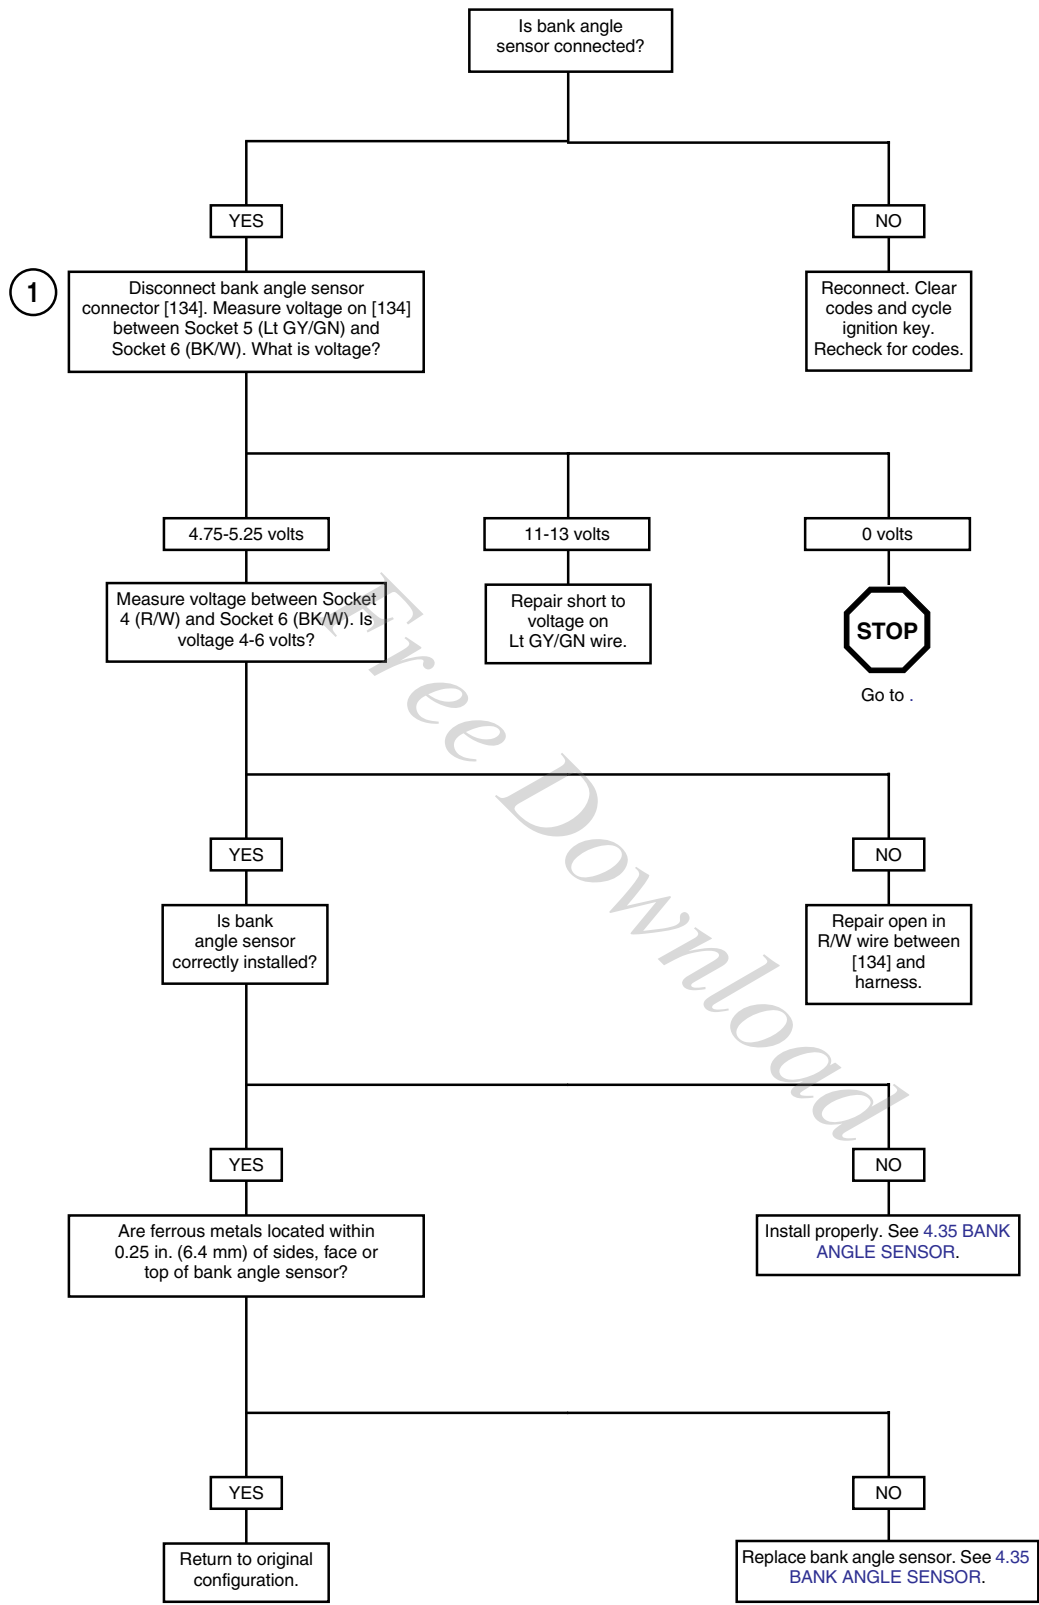 Is bank angle
sensor connected?
YES
NO
1
Disconnect bank angle sensor
connector [134]. Measure voltage on [134]
between Socket 5 (Lt GY/GN) and
Socket 6 (BK/W). What is voltage?
Reconnect. Clear
codes and cycle
ignition key.
Recheck for codes.
4.75-5.25 volts
11-13 volts
0 volts
Measure voltage between Socket
4 (R/W) and Socket 6 (BK/W). Is
voltage 4-6 volts?
Repair short to
voltage on
Lt GY/GN wire.
STOP
Go to .
YES
NO
Is bank
angle sensor
correctly installed?
Repair open in
R/W wire between
[134] and
harness.
YES
NO
Are ferrous metals located within
0.25 in. (6.4 mm) of sides, face or
top of bank angle sensor?
Install properly. See 4.35 BANK
ANGLE SENSOR.
YES
NO
Return to original
configuration.
Replace bank angle sensor. See 4.35
BANK ANGLE SENSOR.
Free Download